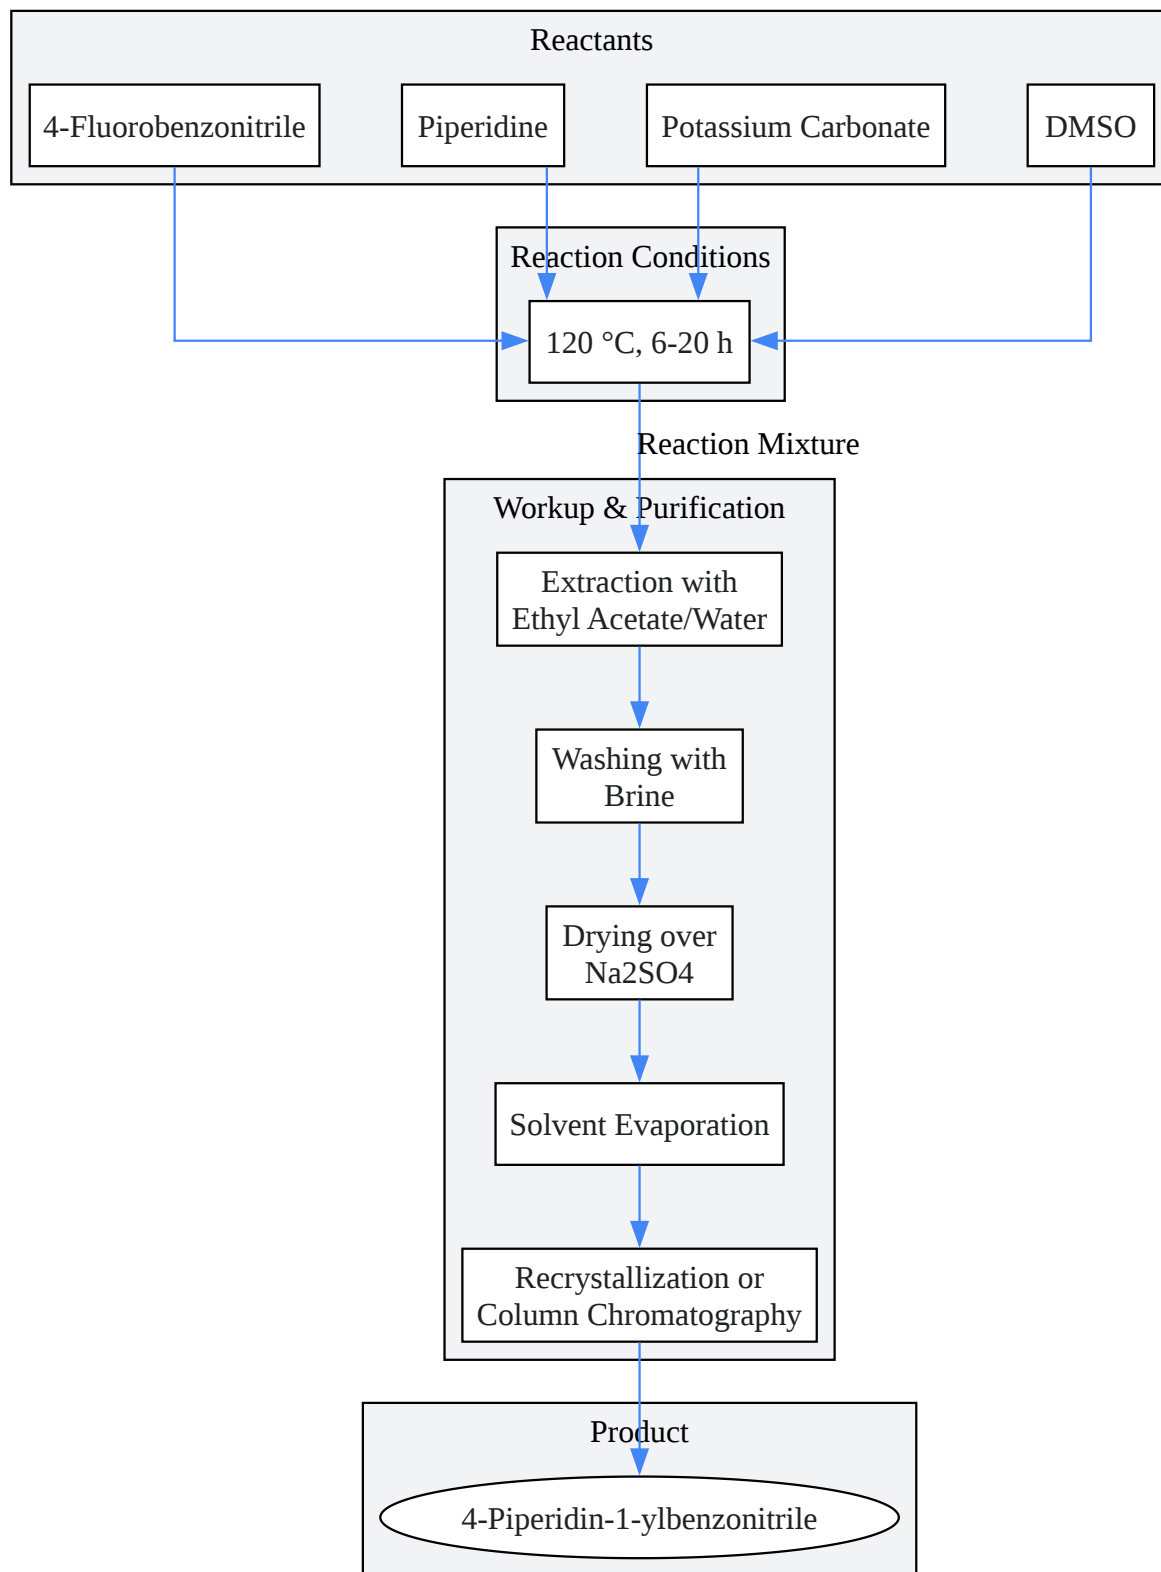 Reactants
4-Fluorobenzonitrile
Piperidine
Potassium Carbonate
DMSO
Reaction Conditions
120 °C, 6-20 h
Reaction Mixture
Workup & Purification
Extraction with
Ethyl Acetate/Water
Washing with
Brine
Drying over
Na2SO4
Solvent Evaporation
Recrystallization or
Column Chromatography
Product
4-Piperidin-1-ylbenzonitrile